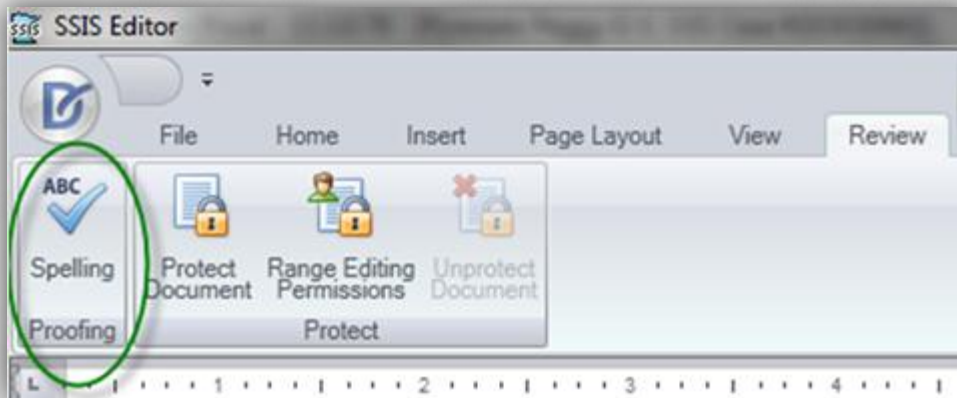 SSIS SSIS Editor
File Home Insert Page Layout View Review
ABC
Spelling Protect Document Range Editing Permissions Unprotect Document
Proofing Protect
L 1 2 3 4